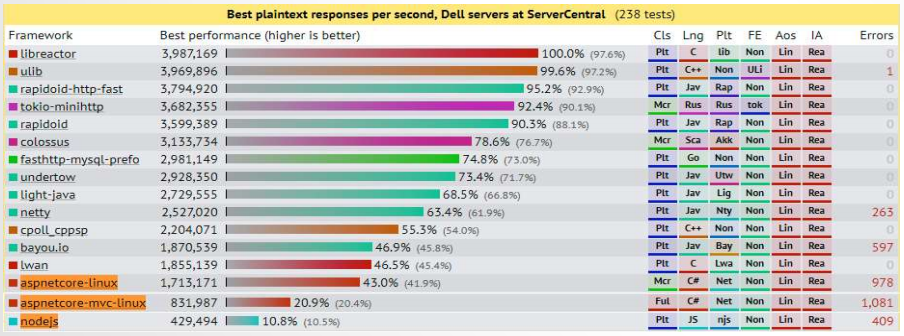 Best plaintext responses per second, Dell servers at ServerCentral (238 tests)
Framework Best performance (higher is better) Cls Lng Plt FE Aos IA Errors
libreactor 3,987,169 100.0% (97.6%) Plt C lib Non Lin Rea 0
ulib 3,969,896 99.6% (97.2%) Plt C++ Non ULi Lin Rea 1
rapidoid-http-fast 3,794,920 95.2% (92.9%) Plt Jav Rap Non Lin Rea 0
tokio-minihttp 3,682,355 92.4% (90.1%) Mcr Rus Rus tok Lin Rea 0
rapidoid 3,599,389 90.3% (88.1%) Plt Jav Rap Non Lin Rea 0
colossus 3,133,734 78.6% (76.7%) Mcr Sca Akk Non Lin Rea 0
fasthttp-mysql-prefo 2,981,149 74.8% (73.0%) Plt Go Non Non Lin Rea 0
undertow 2,928,350 73.4% (71.7%) Plt Jav Utw Non Lin Rea 0
light-java 2,729,555 68.5% (66.8%) Plt Jav Lig Non Lin Rea 0
netty 2,527,020 63.4% (61.9%) Plt Jav Nty Non Lin Rea 263
cpoll_cppsp 2,204,071 55.3% (54.0%) Plt C++ Non Non Lin Rea 0
bayou.io 1,870,539 46.9% (45.8%) Plt Jav Bay Non Lin Rea 597
lwan 1,855,139 46.5% (45.4%) Plt C Lwa Non Lin Rea 0
aspnetcore-linux 1,713,171 43.0% (41.9%) Mcr C# Net Non Lin Rea 978
aspnetcore-mvc-linux 831,987 20.9% (20.4%) Ful C# Net Non Lin Rea 1,081
nodejs 429,494 10.8% (10.5%) Plt JS njs Non Lin Rea 409